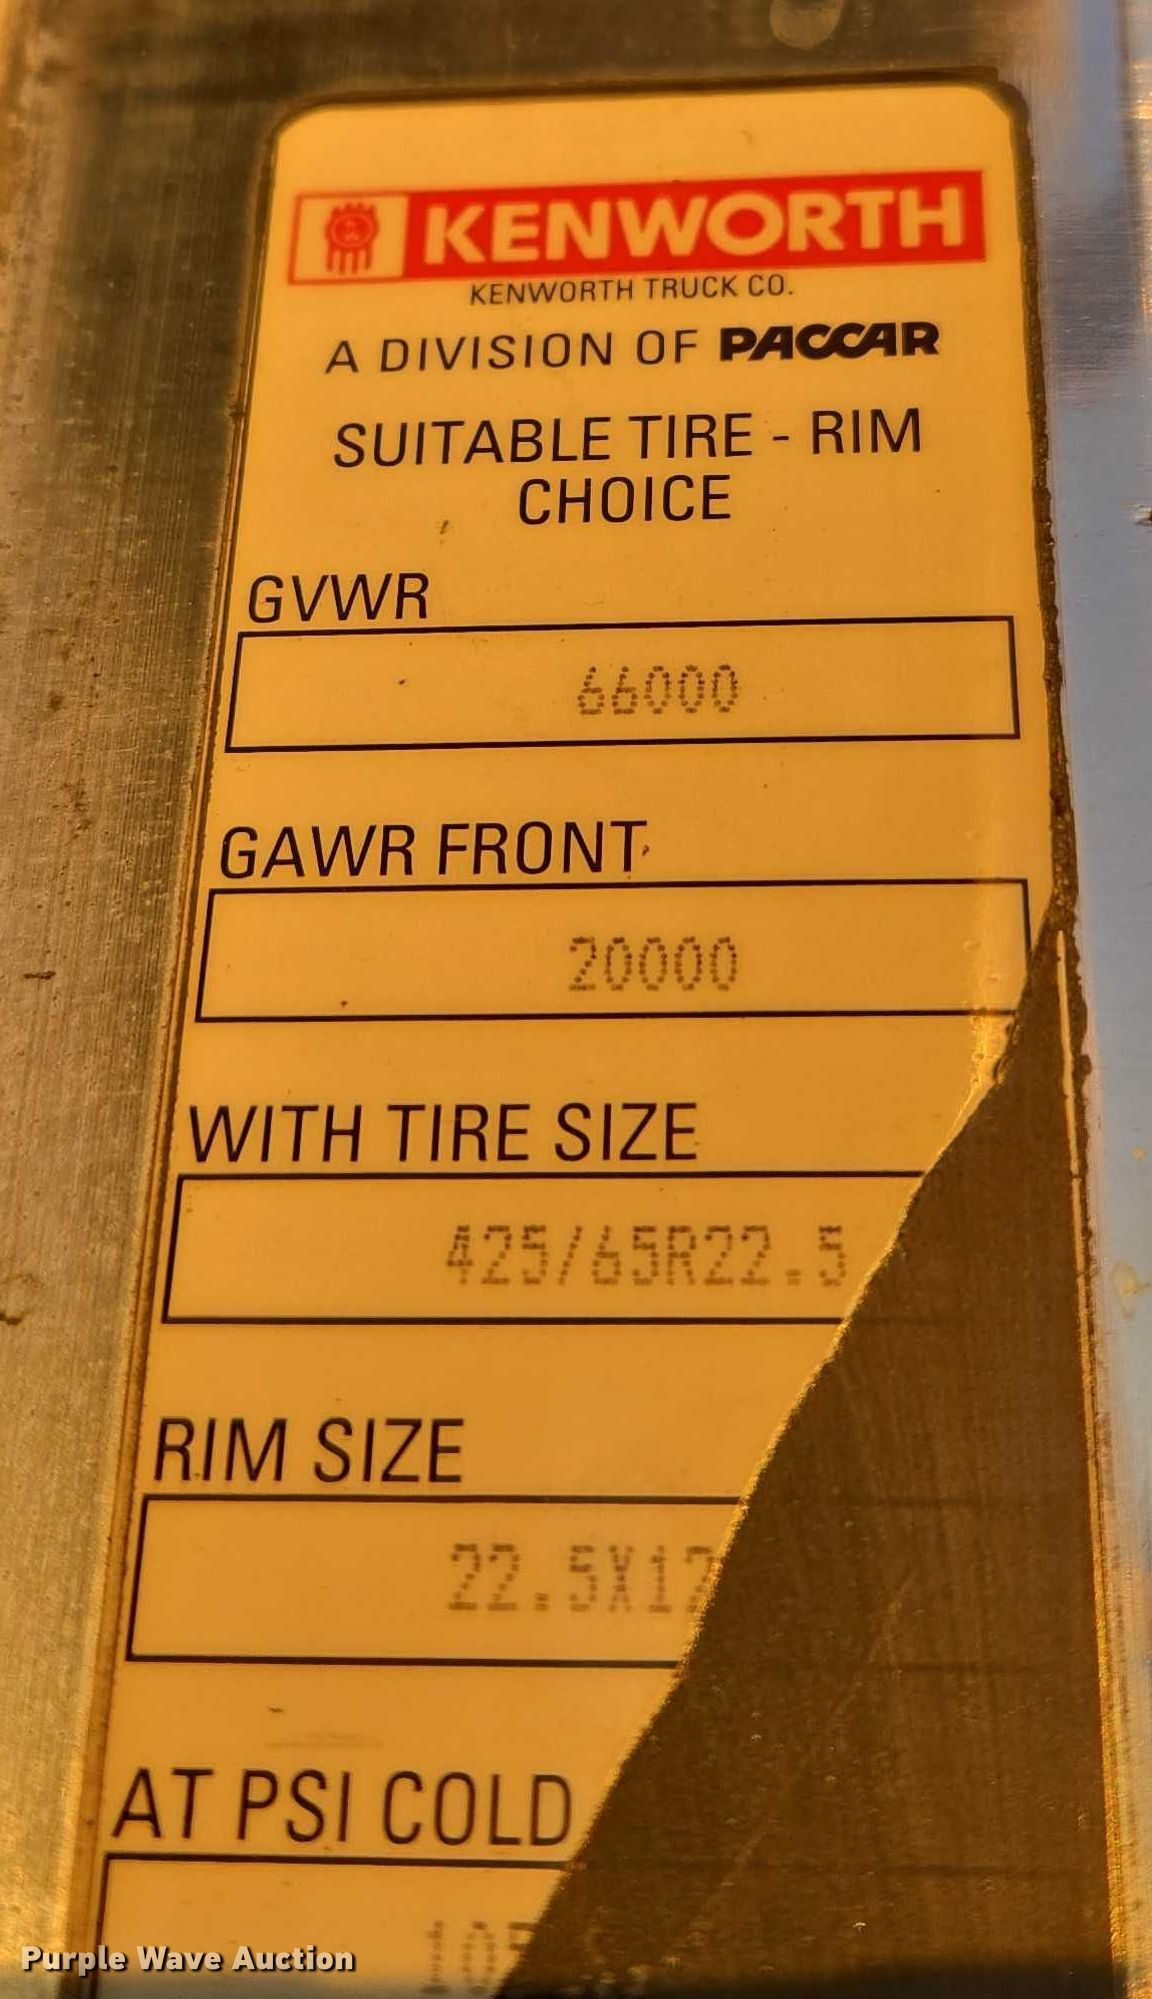 KENWORTH
KENWORTH TRUCK CO.
A DIVISION OF PACCAR
SUITABLE TIRE - RIM
CHOICE
GVWR
66000
GAWR FRONT
20000
WITH TIRE SIZE
425/65R22.5
RIM SIZE
AT PSI COLD
Purple Wave Auction